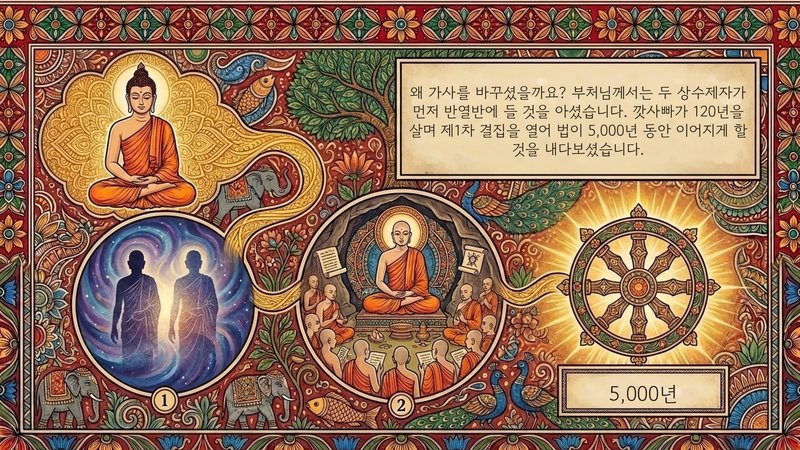 왜 가사를 바꾸셨을까요? 부처님께서는 두 상수제자가
먼저 반열반에 들 것을 아셨습니다. 깟사빠가 120년을
살며 제1차 결집을 열어 법이 5,000년 동안 이어지게 할
것을 내다보셨습니다.
1
2
5,000년